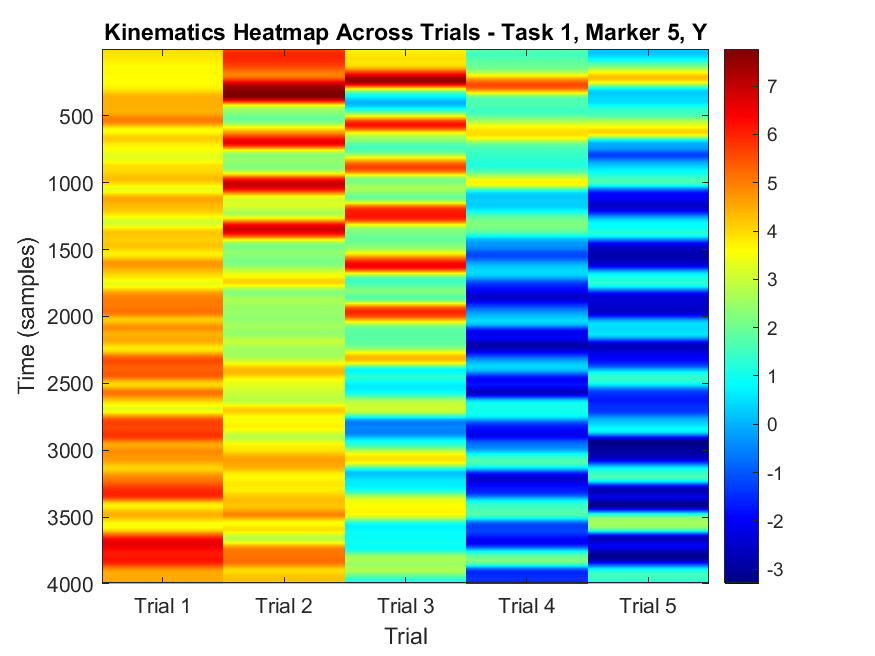 Kinematics Heatmap Across Trials - Task 1, Marker 5, Y
Time (samples)
500
1000
1500
2000
2500
3000
3500
4000
Trial 1
Trial 2
Trial 3
Trial 4
Trial 5
Trial
7
6
5
4
3
2
1
0
-1
-2
-3